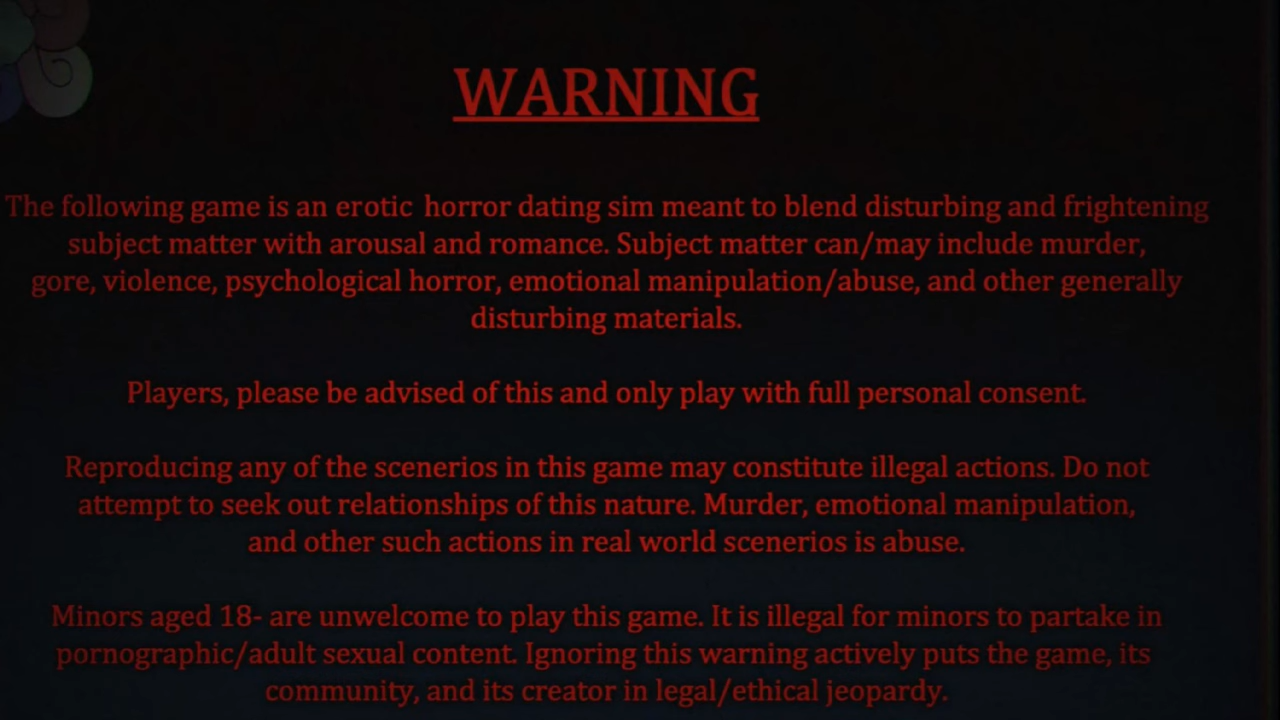 WARNING
The following game is an erotic horror dating sim meant to blend disturbing and frightening
subject matter with arousal and romance. Subject matter can/may include murder,
gore, violence, psychological horror, emotional manipulation/abuse, and other generally
disturbing materials.
Players, please be advised of this and only play with full personal consent.
Reproducing any of the scenerios in this game may constitute illegal actions. Do not
attempt to seek out relationships of this nature. Murder, emotional manipulation,
and other such actions in real world scenerios is abuse.
Minors aged 18- are unwelcome to play this game. It is illegal for minors to partake in
pornographic/adult sexual content. Ignoring this warning actively puts the game, its
community, and its creator in legal/ethical jeopardy.